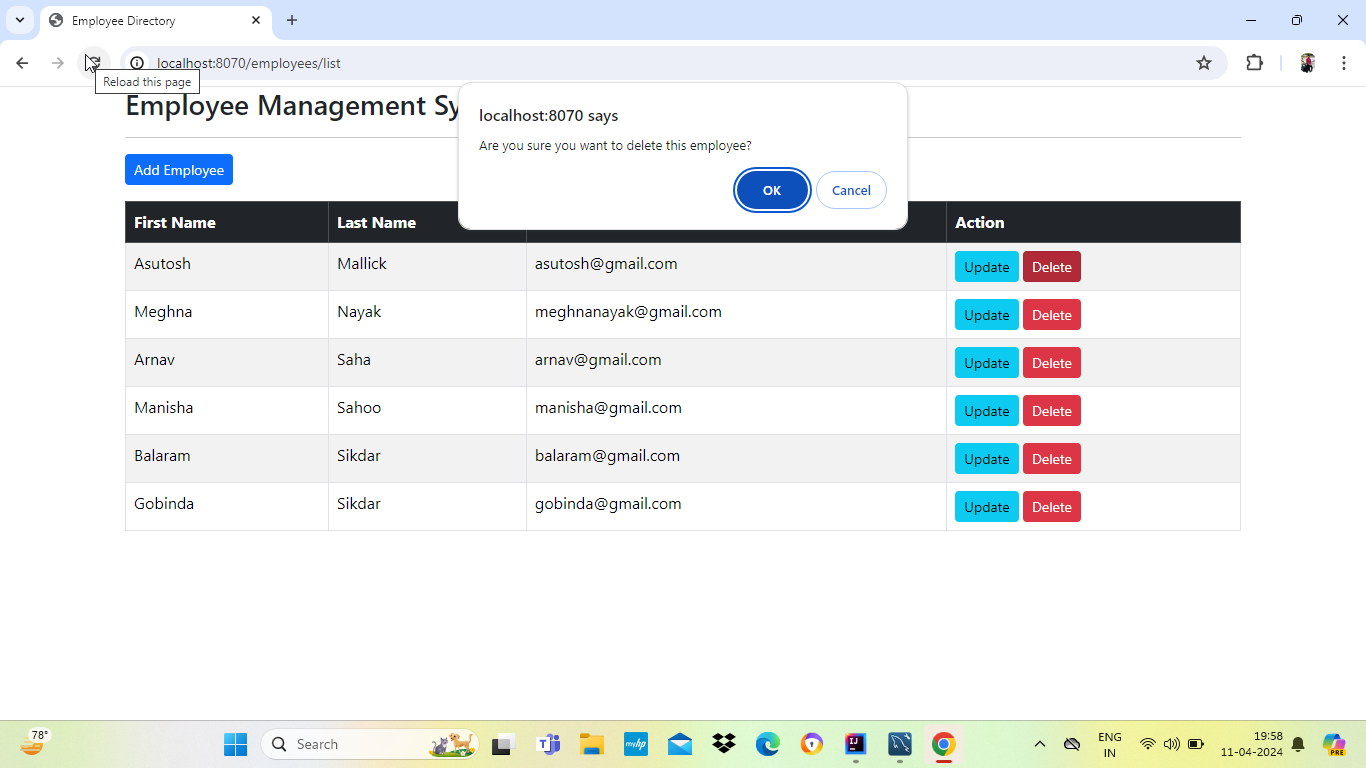 Employee Directory
localhost:8070/employees/list
Reload this page
Employee Management Sy
localhost:8070 says
Are you sure you want to delete this employee?
OK Cancel
Add Employee
First Name Last Name Action
Asutosh Mallick asutosh@gmail.com Update Delete
Meghna Nayak meghnanayak@gmail.com Update Delete
Arnav Saha arnav@gmail.com Update Delete
Manisha Sahoo manisha@gmail.com Update Delete
Balaram Sikdar balaram@gmail.com Update Delete
Gobinda Sikdar gobinda@gmail.com Update Delete
78°
Search
myhp
ENG
IN
19:58
11-04-2024
PRE